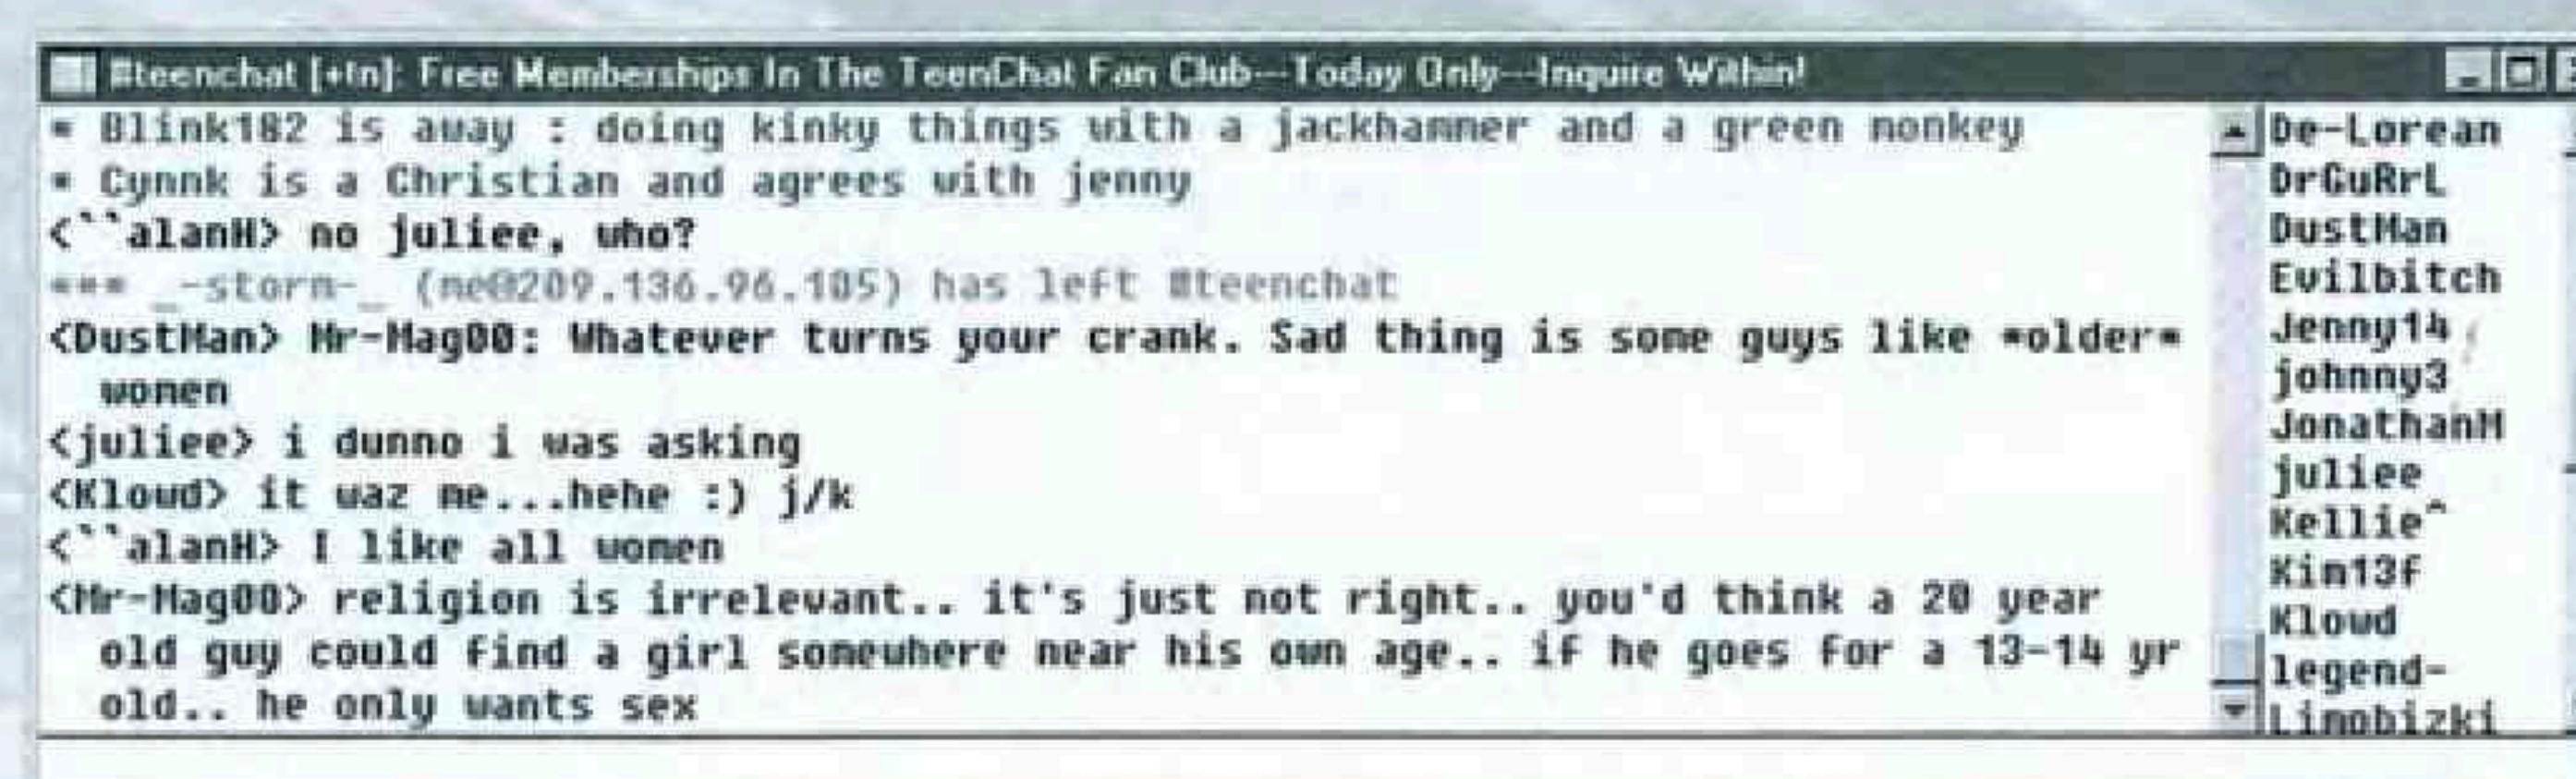 #teenchat [+tn]: Free Memberships In The TeenChat Fan Club---Today Only---Inquire Within!
* Blink182 is away : doing kinky things with a jackhammer and a green monkey
* Cynnk is a Christian and agrees with jenny
<``alanH> no juliee, who?
*** _-storm-_ (me@209.136.96.105) has left #teenchat
<DustMan> Mr-Mag00: Whatever turns your crank. Sad thing is some guys like *older*
women
<juliee> i dunno i was asking
<Kloud> it waz me...hehe :) j/k
<``alanH> I like all women
<Mr-Mag00> religion is irrelevant.. it's just not right.. you'd think a 20 year
old guy could find a girl somewhere near his own age.. if he goes for a 13-14 yr
old.. he only wants sex
De-Lorean
DrGuRrL
DustMan
Evilbitch
Jenny14
johnny3
JonathanM
juliee
Kellie^
Kim13f
Kloud
legend-
Limobizki